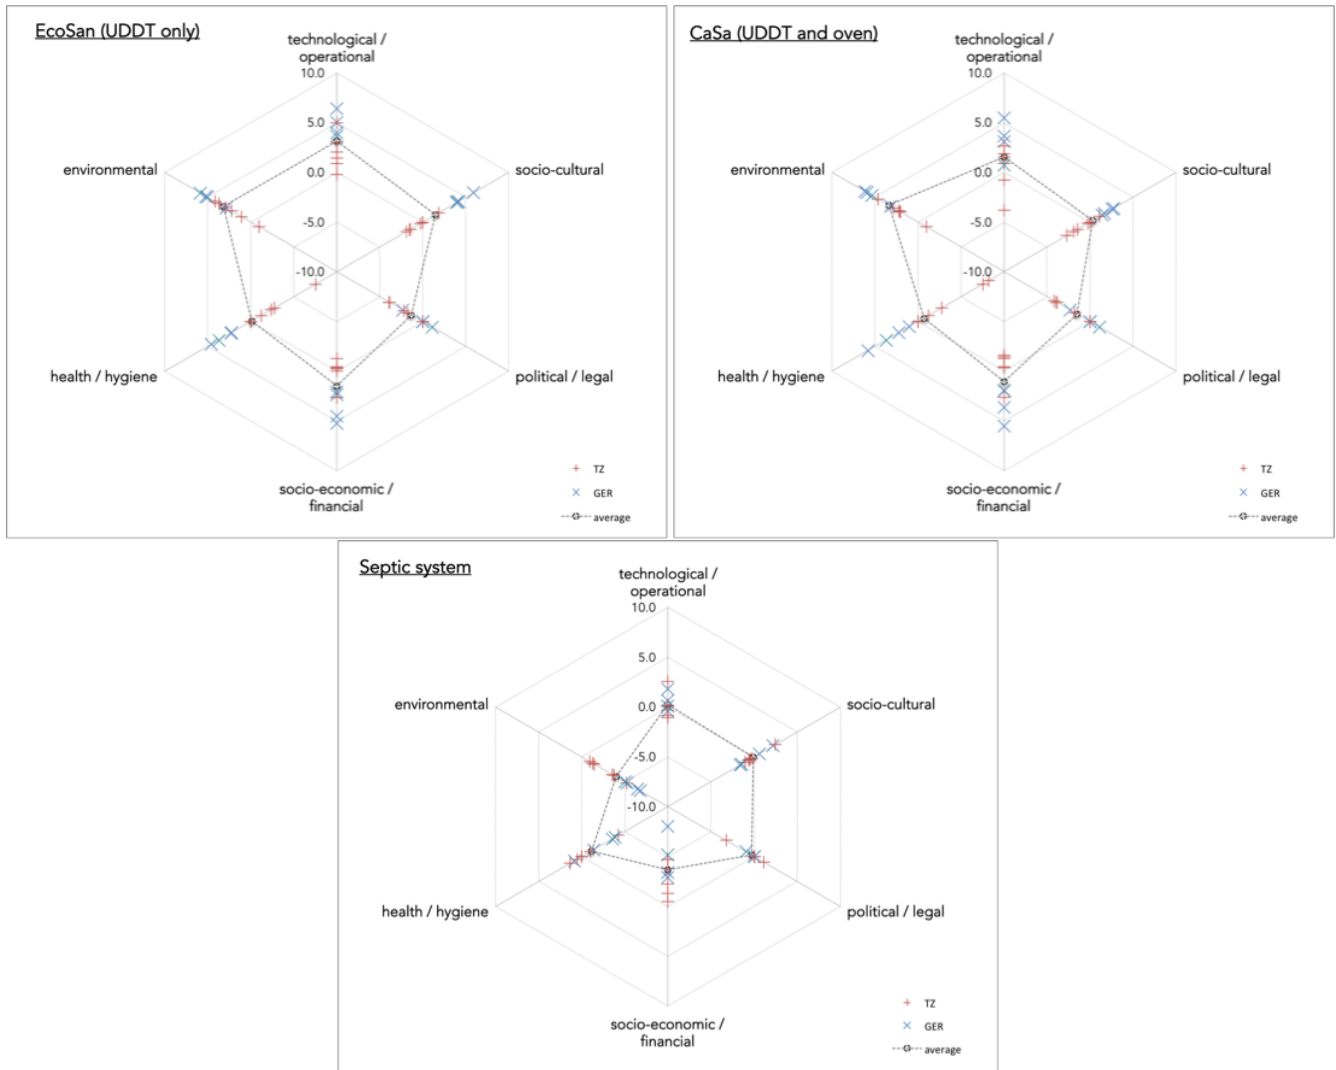 EcoSan (UDDT only)
technological /
operational
10.0
5.0
0.0
-5.0
-10.0
environmental
socio-cultural
health / hygiene
political / legal
socio-economic /
financial
TZ
GER
average
CaSa (UDDT and oven)
technological /
operational
10.0
5.0
0.0
-5.0
-10.0
environmental
socio-cultural
health / hygiene
political / legal
socio-economic /
financial
TZ
GER
average
Septic system
technological /
operational
10.0
5.0
0.0
-5.0
-10.0
environmental
socio-cultural
health / hygiene
political / legal
socio-economic /
financial
TZ
GER
average